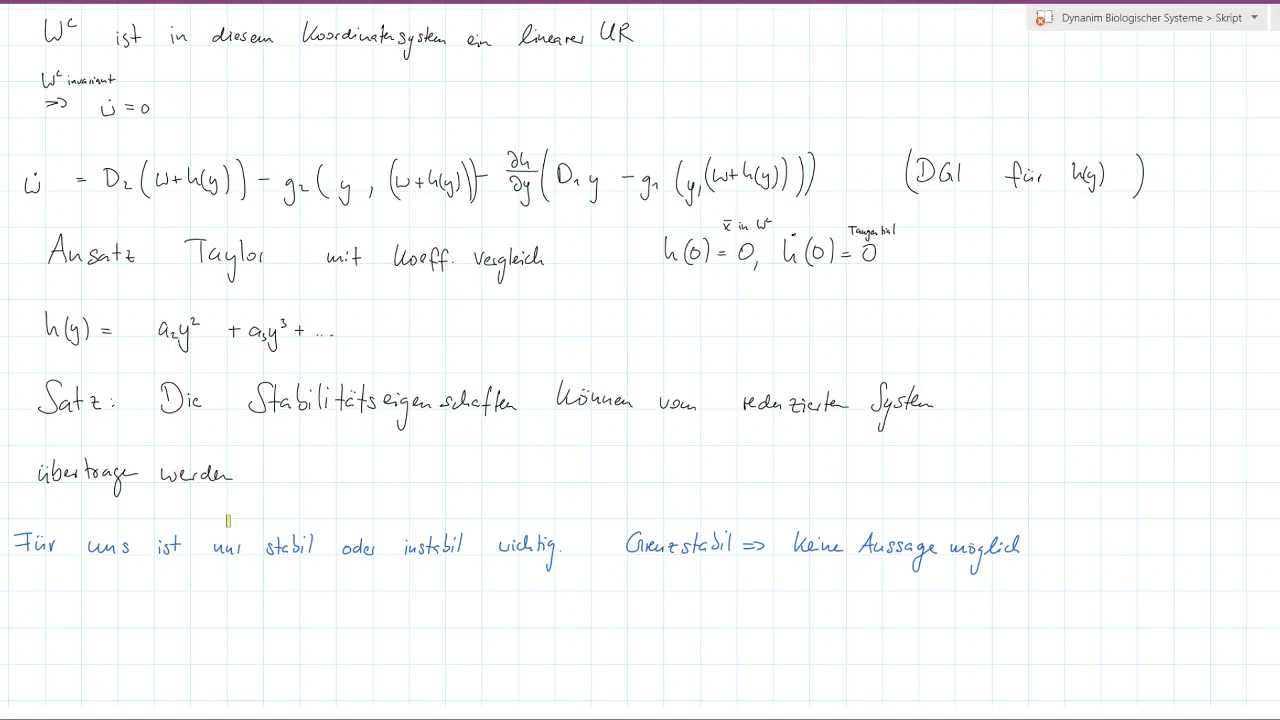 Dynanim Biologischer Systeme > Skript
W^c ist in diesem Koordinatensystem ein linearer UR
W^c invariant
=> ẇ = 0
ẇ = D₂(w+h(y)) - g₂(y, (w+h(y))) - ∂h/∂y (D₁y - g₁(y,(w+h(y)))) (DGl für h(y))
Ansatz Taylor mit Koeff. vergleich h(0) = 0, ḣ(0) = 0
x̄ in W^c Tangential
h(y) = a₂y² + a₃y³ + ...
Satz: Die Stabilitätseigenschaften können vom reduzierten System
übertrage werden
Für uns ist nur stabil oder instabil wichtig. Grenzstabil => Keine Aussage möglich